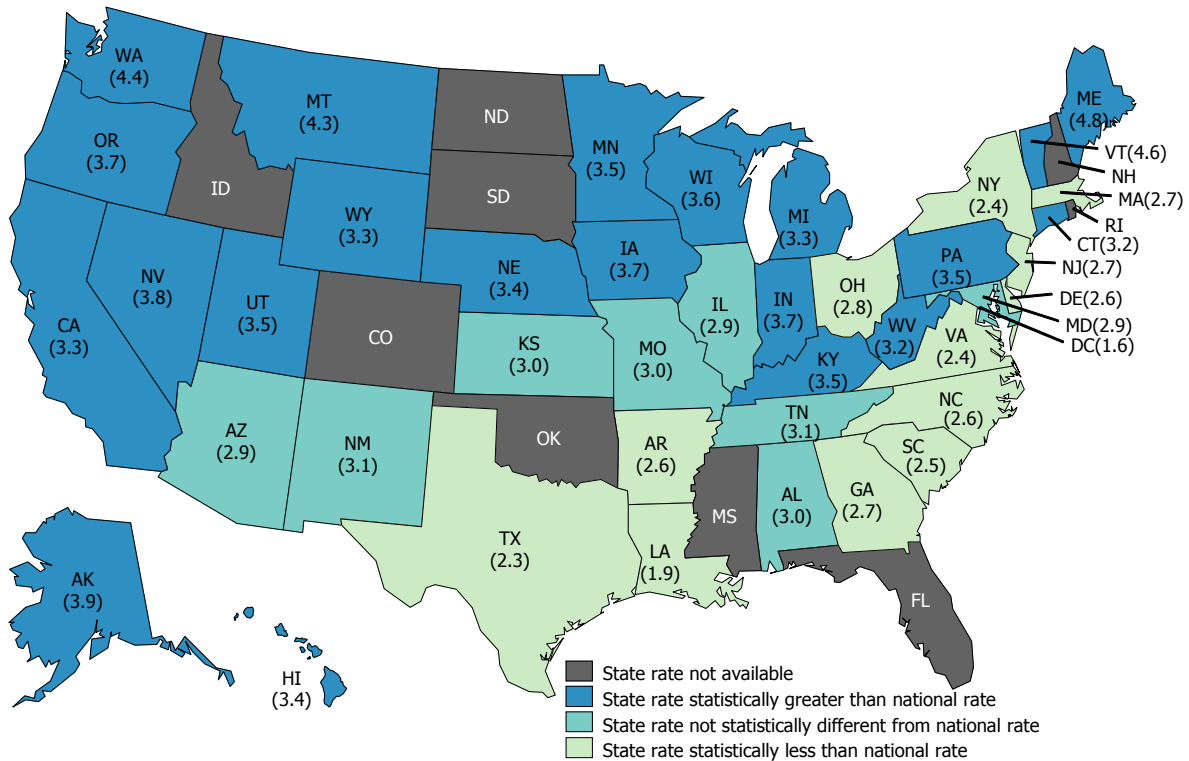 WA
(4.4)
MT
(4.3)
ND
OR
(3.7)
ID
SD
MN
(3.5)
WI
(3.6)
MI
(3.3)
ME
(4.8)
VT(4.6)
NH
NY
(2.4)
MA(2.7)
RI
CT(3.2)
WY
(3.3)
IA
(3.7)
NE
(3.4)
PA
(3.5)
NJ(2.7)
NV
(3.8)
UT
(3.5)
CA
(3.3)
CO
IL
(2.9)
IN
(3.7)
OH
(2.8)
DE(2.6)
MD(2.9)
DC(1.6)
WV
(3.2)
VA
(2.4)
KS
(3.0)
MO
(3.0)
KY
(3.5)
NC
(2.6)
TN
(3.1)
AZ
(2.9)
NM
(3.1)
OK
AR
(2.6)
SC
(2.5)
MS
AL
(3.0)
GA
(2.7)
TX
(2.3)
LA
(1.9)
FL
AK
(3.9)
HI
(3.4)
State rate not available
State rate statistically greater than national rate
State rate not statistically different from national rate
State rate statistically less than national rate